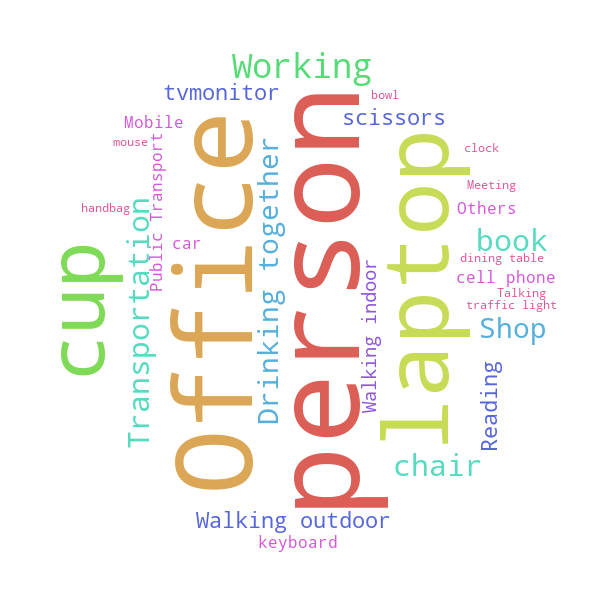 Working
tvmonitor
bowl
Mobile
scissors
mouse
clock
Public Transport
Office
person
laptop
Drinking together
Meeting
handbag
Transportation
Others
cup
car
book
dining table
Walking indoor
cell phone
Talking
traffic light
Shop
Reading
chair
Walking outdoor
keyboard